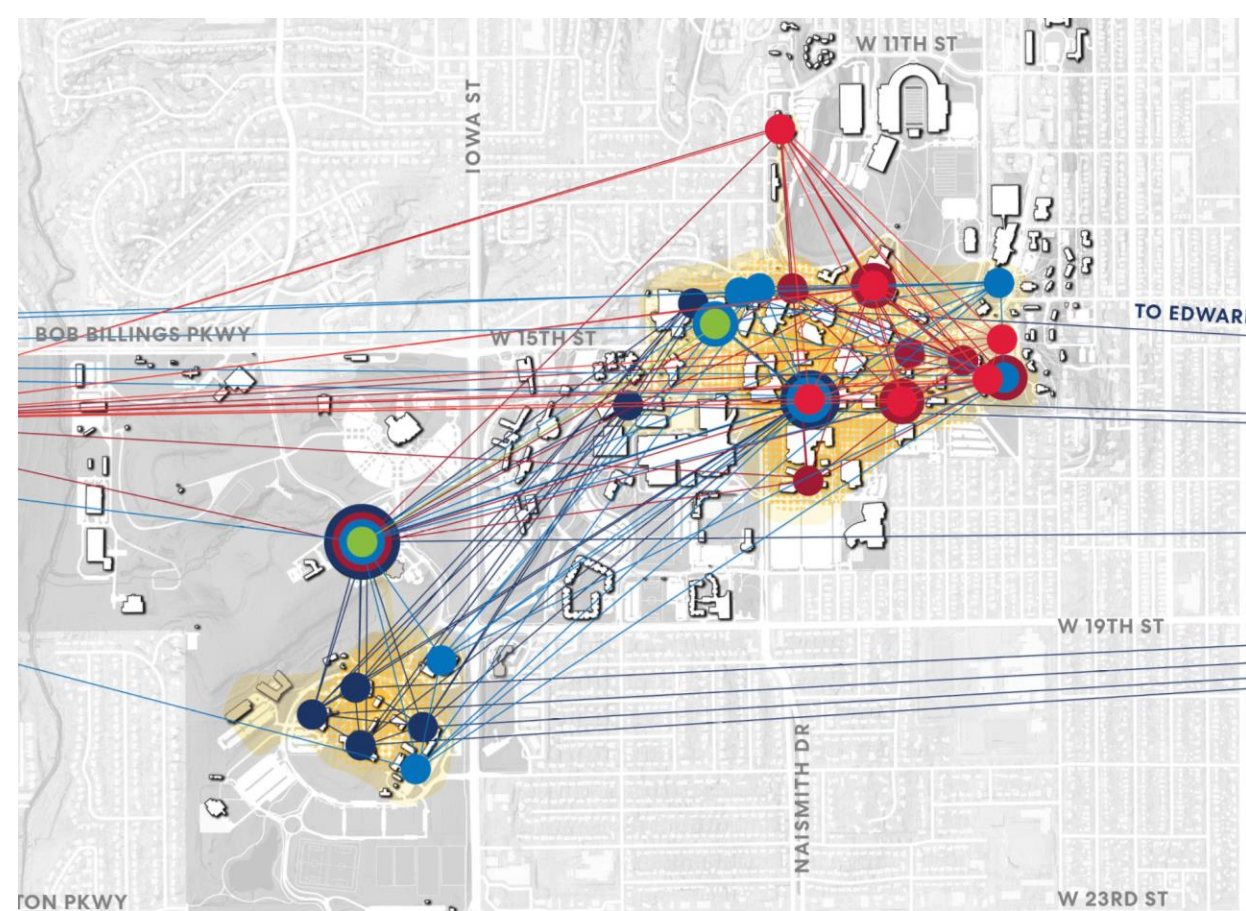 W 11TH ST
IOWA ST
TO EDWAR
BOB BILLINGS PKWY
W 15TH ST
W 19TH ST
NAISMITH DR
TON PKWY
W 23RD ST